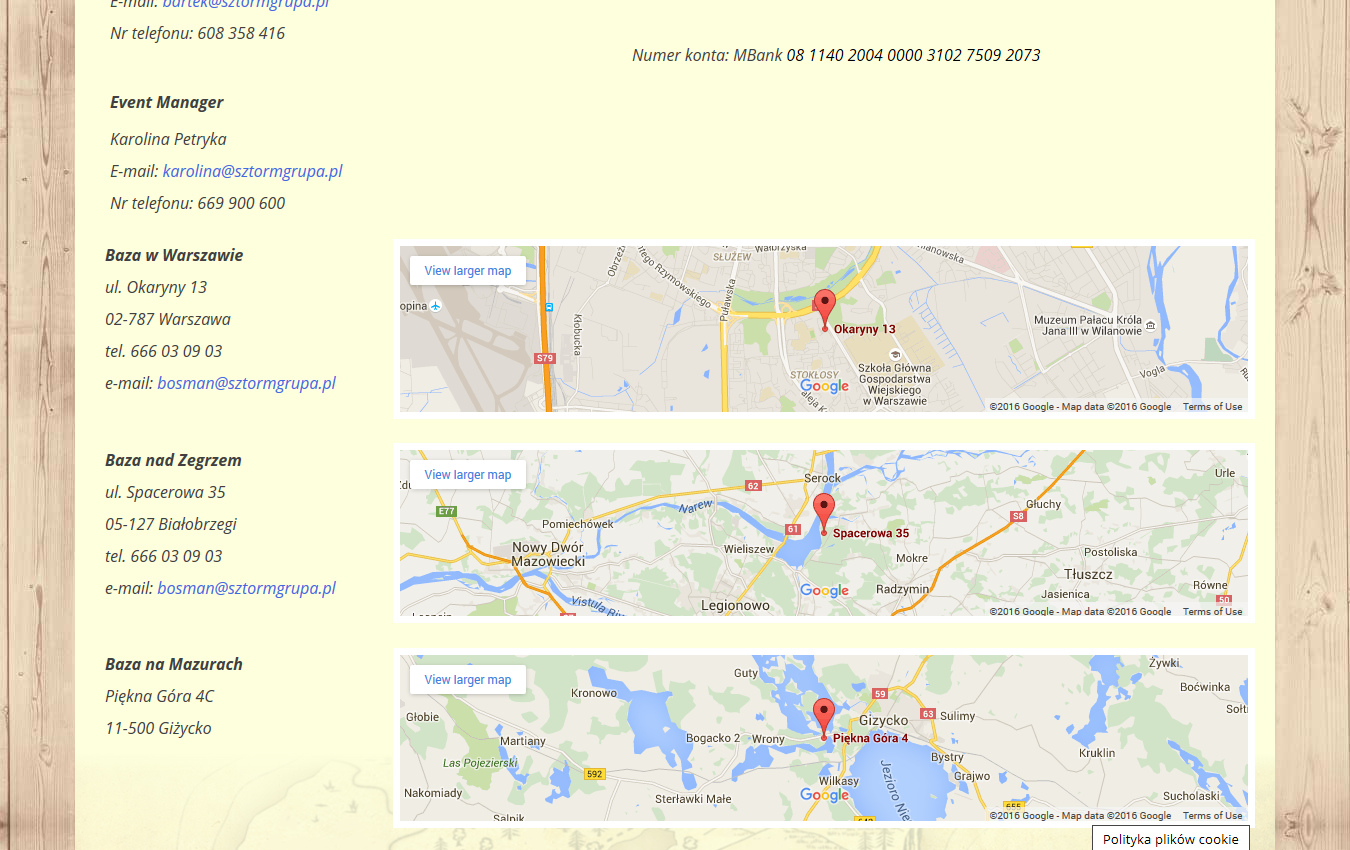 E-mail: bartek@sztormgrupa.pl
Nr telefonu: 608 358 416
Numer konta: MBank 08 1140 2004 0000 3102 7509 2073
Event Manager
Karolina Petryka
E-mail: karolina@sztormgrupa.pl
Nr telefonu: 669 900 600
Baza w Warszawie
ul. Okaryny 13
02-787 Warszawa
tel. 666 03 09 03
e-mail: bosman@sztormgrupa.pl
View larger map
SŁUŻEW
Wałbrzyska
Puławska
Kłobucka
S79
Okaryny 13
STOKŁOSY
Szkoła Główna
Gospodarstwa
Wiejskiego
w Warszawie
Muzeum Pałacu Króla
Jana III w Wilanowie
Vogla
Google
©2016 Google - Map data ©2016 Google Terms of Use
Baza nad Zegrzem
ul. Spacerowa 35
05-127 Białobrzegi
tel. 666 03 09 03
e-mail: bosman@sztormgrupa.pl
View larger map
E77
62
Serock
Urle
Narew
Pomiechówek
61
S8
Głuchy
Spacerowa 35
Nowy Dwór
Mazowiecki
Wieliszew
Mokre
Postoliska
Tłuszcz
Radzymin
Jasienica
Równe
50
Legionowo
Google
©2016 Google - Map data ©2016 Google Terms of Use
Baza na Mazurach
Piękna Góra 4C
11-500 Giżycko
View larger map
Guty
Żywki
Kronowo
59
Boćwinka
Głobie
63
Sulimy
Gizycko
Martiany
Bogacko 2
Wrony
Piękna Góra 4
Kruklin
Las Pojezierski
592
Bystry
Grajwo
Wilkasy
Nakomiady
Sterławki Małe
Sucholaski
Salpik
655
Google
©2016 Google - Map data ©2016 Google Terms of Use
Polityka plików cookie